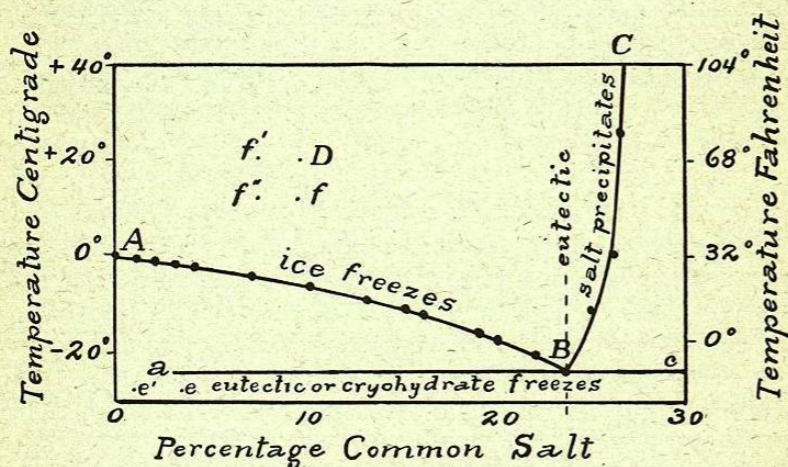 C
+40°
104°
f' . . D
+20°
68°
f" . . f
eutectic
salt precipitates
A
0°
32°
ice freezes
0°
-20°
B
a
c
.e' .e eutectic or cryohydrate freezes
0 10 20 30
Percentage Common Salt
Temperature Centigrade
Temperature Fahrenheit